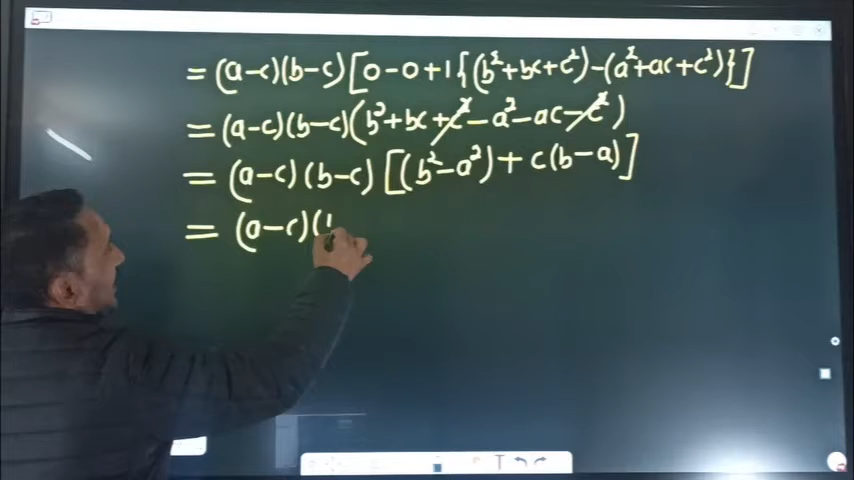 = (a-c)(b-c)[0-0+1{(b²+bc+c²)-(a²+ac+c²)}]
= (a-c)(b-c)(b²+bc+c²-a²-ac-c²)
= (a-c)(b-c)[(b²-a²)+c(b-a)]
= (a-c)(